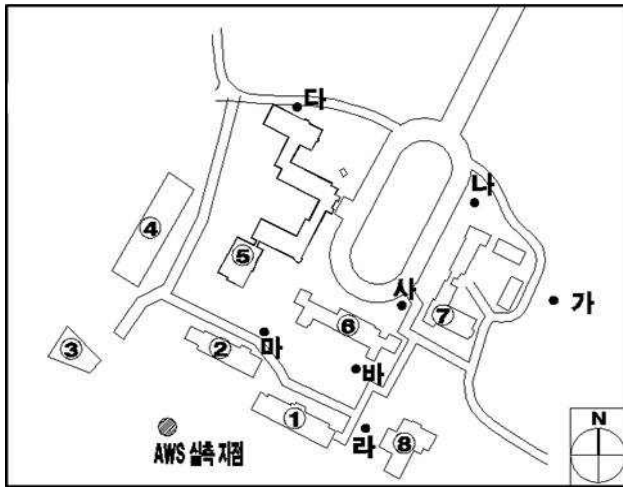 다
나
④
⑤
사
가
⑦
⑥
마
②
③
바
①
라
⑧
AWS 실측 지점
N